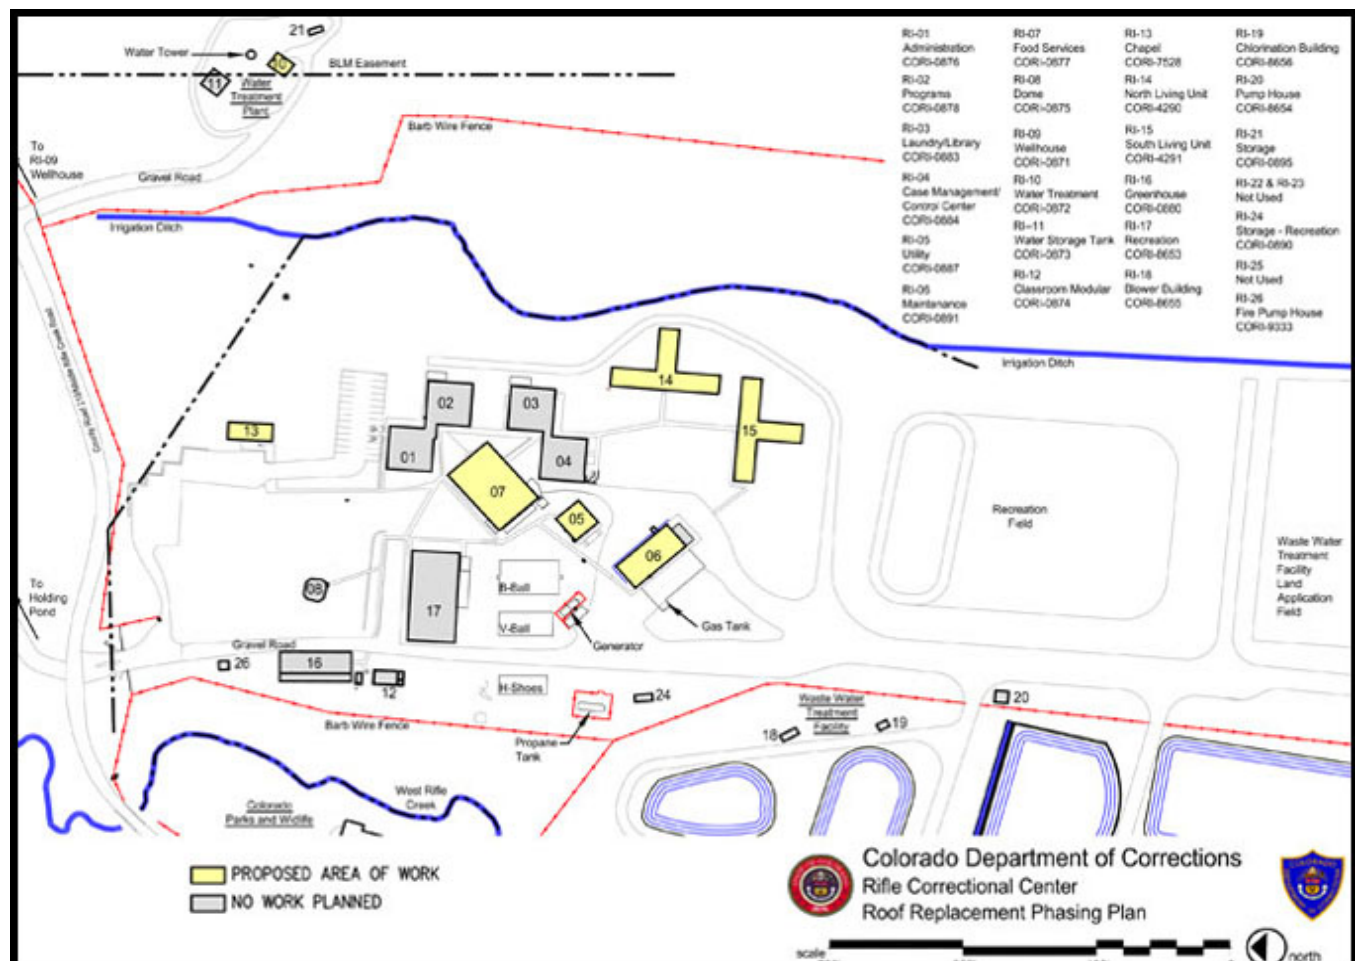 21
Water Tower
10
BLM Easement
11
Water
Treatment
Plant
Barb Wire Fence
To
RI-09
Wellhouse
Gravel Road
Irrigation Ditch
RI-01
Administration
CORI-0876
RI-02
Programs
CORI-0878
RI-03
Laundry/Library
CORI-0883
RI-04
Case Management/
Control Center
CORI-0884
RI-05
Utility
CORI-0887
RI-06
Maintenance
CORI-0891
RI-07
Food Services
CORI-0877
RI-08
Dome
CORI-0875
RI-09
Wellhouse
CORI-0871
RI-10
Water Treatment
CORI-0872
RI-11
Water Storage Tank
CORI-0873
RI-12
Classroom Modular
CORI-0874
RI-13
Chapel
CORI-7528
RI-14
North Living Unit
CORI-4290
RI-15
South Living Unit
CORI-4291
RI-16
Greenhouse
CORI-0880
RI-17
Recreation
CORI-8653
RI-18
Blower Building
CORI-8655
RI-19
Chlorination Building
CORI-8656
RI-20
Pump House
CORI-8654
RI-21
Storage
CORI-0895
RI-22 & RI-23
Not Used
RI-24
Storage - Recreation
CORI-0890
RI-25
Not Used
RI-26
Fire Pump House
CORI-9333
Irrigation Ditch
14
02
03
13
15
01
04
07
05
06
Recreation
Field
Waste Water
Treatment
Facility
Land
Application
Field
To
Holding
Pond
08
17
B-Ball
V-Ball
Gas Tank
Generator
Gravel Road
26
16
12
H-Shoes
24
20
Barb Wire Fence
Propane
Tank
Waste Water
Treatment
Facility
18
19
West Rifle
Creek
Colorado
Parks and Wildlife
PROPOSED AREA OF WORK
NO WORK PLANNED
Colorado Department of Corrections
Rifle Correctional Center
Roof Replacement Phasing Plan
scale
north